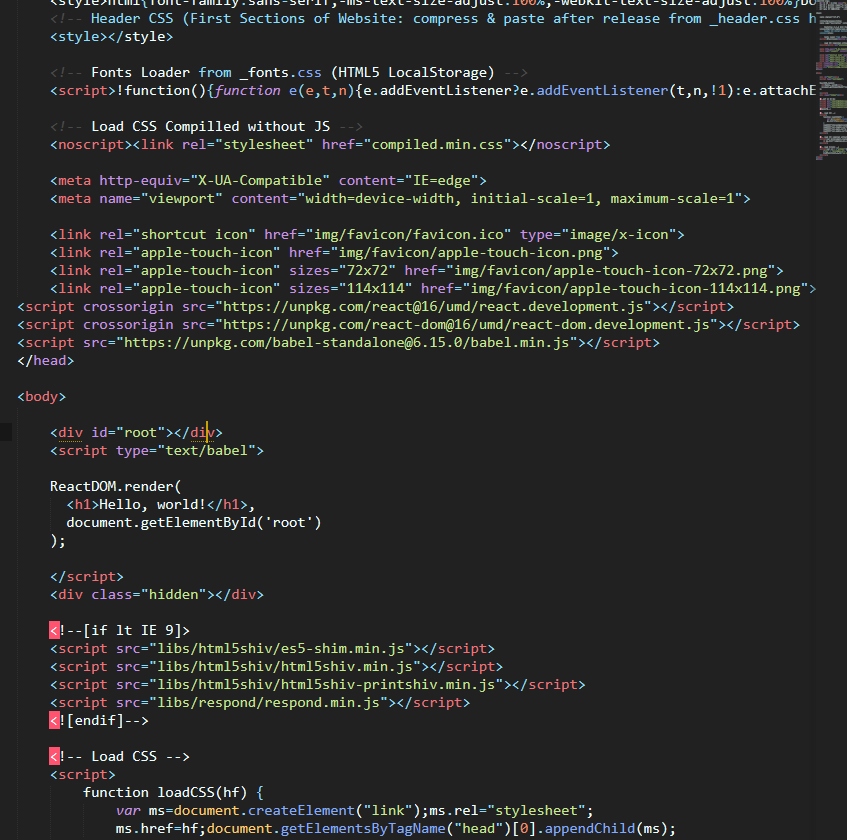 <style>html{font-family:sans-serif;-ms-text-size-adjust:100%;-webkit-text-size-adjust:100%}bo
<!-- Header CSS (First Sections of Website: compress & paste after release from _header.css h
<style></style>
<!-- Fonts Loader from _fonts.css (HTML5 LocalStorage) -->
<script>!function(){function e(e,t,n){e.addEventListener?e.addEventListener(t,n,!1):e.attachE
<!-- Load CSS Compilled without JS -->
<noscript><link rel="stylesheet" href="compiled.min.css"></noscript>
<meta http-equiv="X-UA-Compatible" content="IE=edge">
<meta name="viewport" content="width=device-width, initial-scale=1, maximum-scale=1">
<link rel="shortcut icon" href="img/favicon/favicon.ico" type="image/x-icon">
<link rel="apple-touch-icon" href="img/favicon/apple-touch-icon.png">
<link rel="apple-touch-icon" sizes="72x72" href="img/favicon/apple-touch-icon-72x72.png">
<link rel="apple-touch-icon" sizes="114x114" href="img/favicon/apple-touch-icon-114x114.png">
<script crossorigin src="https://unpkg.com/react@16/umd/react.development.js"></script>
<script crossorigin src="https://unpkg.com/react-dom@16/umd/react-dom.development.js"></script>
<script src="https://unpkg.com/babel-standalone@6.15.0/babel.min.js"></script>
</head>
<body>
<div id="root"></div>
<script type="text/babel">
ReactDOM.render(
<h1>Hello, world!</h1>,
document.getElementById('root')
);
</script>
<div class="hidden"></div>
<!--[if lt IE 9]>
<script src="libs/html5shiv/es5-shim.min.js"></script>
<script src="libs/html5shiv/html5shiv.min.js"></script>
<script src="libs/html5shiv/html5shiv-printshiv.min.js"></script>
<script src="libs/respond/respond.min.js"></script>
<![endif]-->
<!-- Load CSS -->
<script>
function loadCSS(hf) {
var ms=document.createElement("link");ms.rel="stylesheet";
ms.href=hf;document.getElementsByTagName("head")[0].appendChild(ms);